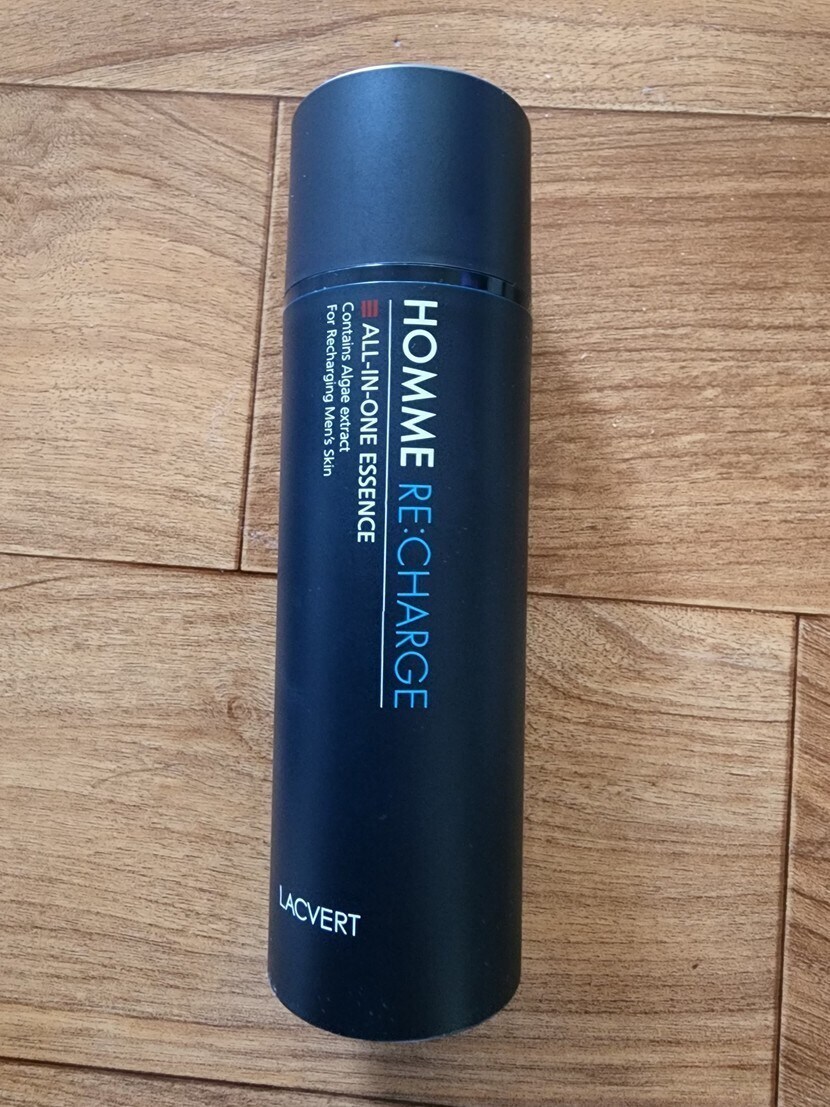 HOMME RE:CHARGE
ALL-IN-ONE ESSENCE
Contains Algae extract
For Recharging Men's Skin
LACVERT